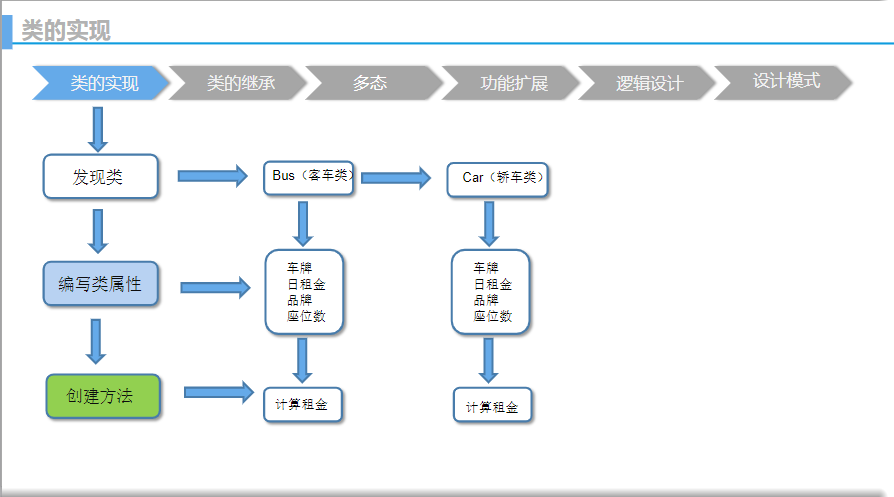 类的实现
类的实现
类的继承
多态
功能扩展
逻辑设计
设计模式
发现类
Bus（客车类）
Car（轿车类）
编写类属性
车牌
日租金
品牌
座位数
车牌
日租金
品牌
座位数
创建方法
计算租金
计算租金